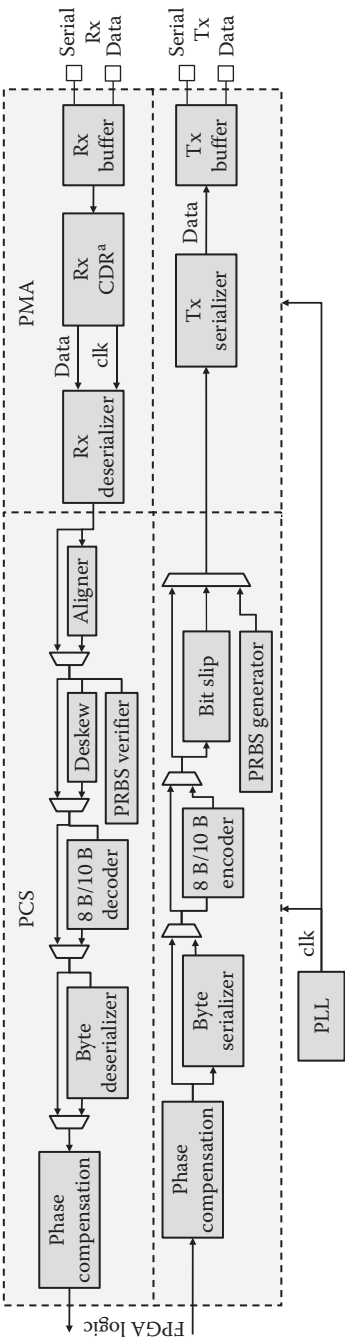 PCS
PMA
FPGA logic
Phase
compensation
Byte
deserializer
8 B/10 B
decoder
Deskew
PRBS verifier
Aligner
Rx
deserializer
Data
clk
Rx
CDRa
Rx
buffer
Serial
Rx
Data
Phase
compensation
Byte
serializer
8 B/10 B
encoder
Bit slip
PRBS generator
Tx
serializer
Data
Tx
buffer
Serial
Tx
Data
PLL
clk